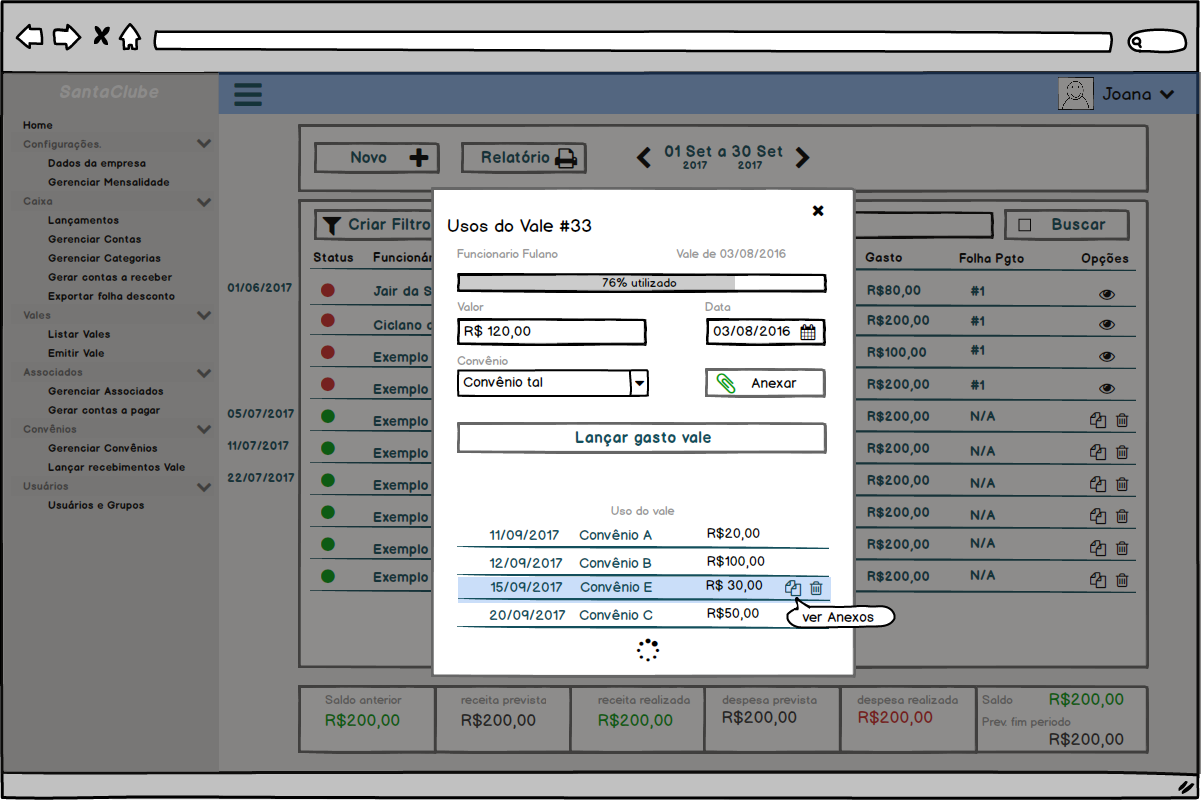 SantaClube
Joana
Home
Configurações.
Dados da empresa
Gerenciar Mensalidade
Caixa
Lançamentos
Gerenciar Contas
Gerenciar Categorias
Gerar contas a receber
Exportar folha desconto
Vales
Listar Vales
Emitir Vale
Associados
Gerenciar Associados
Gerar contas a pagar
Convênios
Gerenciar Convênios
Lançar recebimentos Vale
Usuários
Usuários e Grupos
Novo
Relatório
01 Set a 30 Set
2017 2017
Criar Filtro
Buscar
Status Funcionár Gasto Folha Pgto Opções
01/06/2017 Jair da S R$80,00 #1
Ciclano d R$200,00 #1
Exemplo R$100,00 #1
Exemplo R$200,00 #1
05/07/2017 Exemplo R$200,00 N/A
11/07/2017 Exemplo R$200,00 N/A
22/07/2017 Exemplo R$200,00 N/A
Exemplo R$200,00 N/A
Exemplo R$200,00 N/A
Exemplo R$200,00 N/A
Usos do Vale #33
Funcionario Fulano Vale de 03/08/2016
76% utilizado
Valor Data
R$ 120,00 03/08/2016
Convênio
Convênio tal Anexar
Lançar gasto vale
Uso do vale
11/09/2017 Convênio A R$20,00
12/09/2017 Convênio B R$100,00
15/09/2017 Convênio E R$ 30,00
20/09/2017 Convênio C R$50,00
ver Anexos
Saldo anterior
R$200,00
receita prevista
R$200,00
receita realizada
R$200,00
despesa prevista
R$200,00
despesa realizada
R$200,00
Saldo R$200,00
Prev. fim periodo
R$200,00